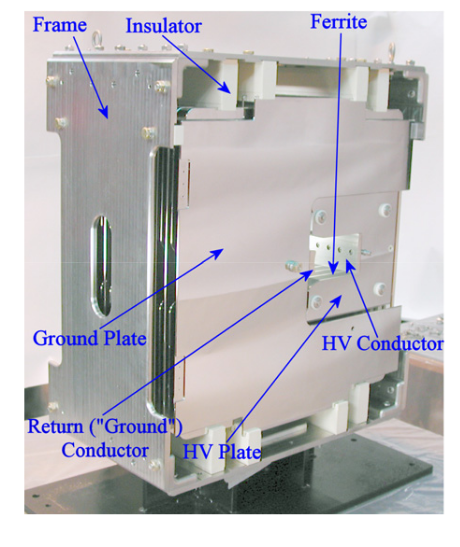 Frame
Insulator
Ferrite
Ground Plate
HV Conductor
Return ("Ground")
Conductor
HV Plate